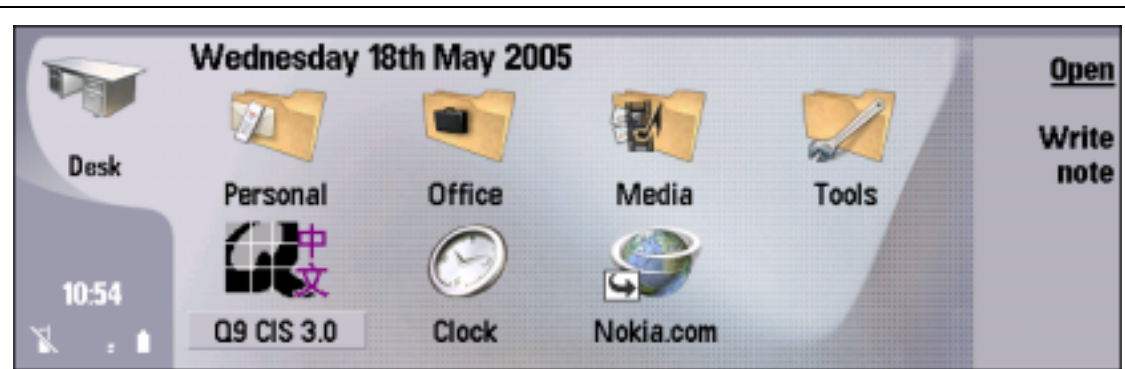 Wednesday 18th May 2005
Open
Write
note
Desk
Personal
Office
Media
Tools
中
文
10:54
Q9 CIS 3.0
Clock
Nokia.com